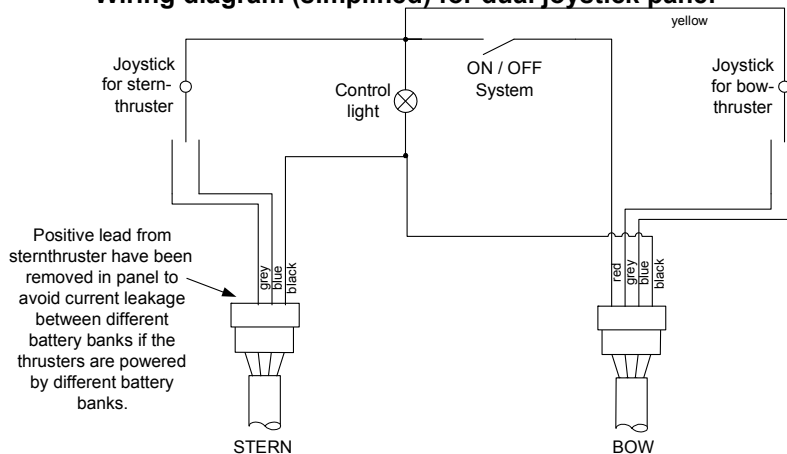 Wiring diagram (simplified) for dual joystick panel
yellow
Joystick
for stern-
thruster
Control
light
ON / OFF
System
Joystick
for bow-
thruster
Positive lead from
sternthruster have been
removed in panel to
avoid current leakage
between different
battery banks if the
thrusters are powered
by different battery
banks.
grey
blue
black
red
grey
blue
black
STERN
BOW